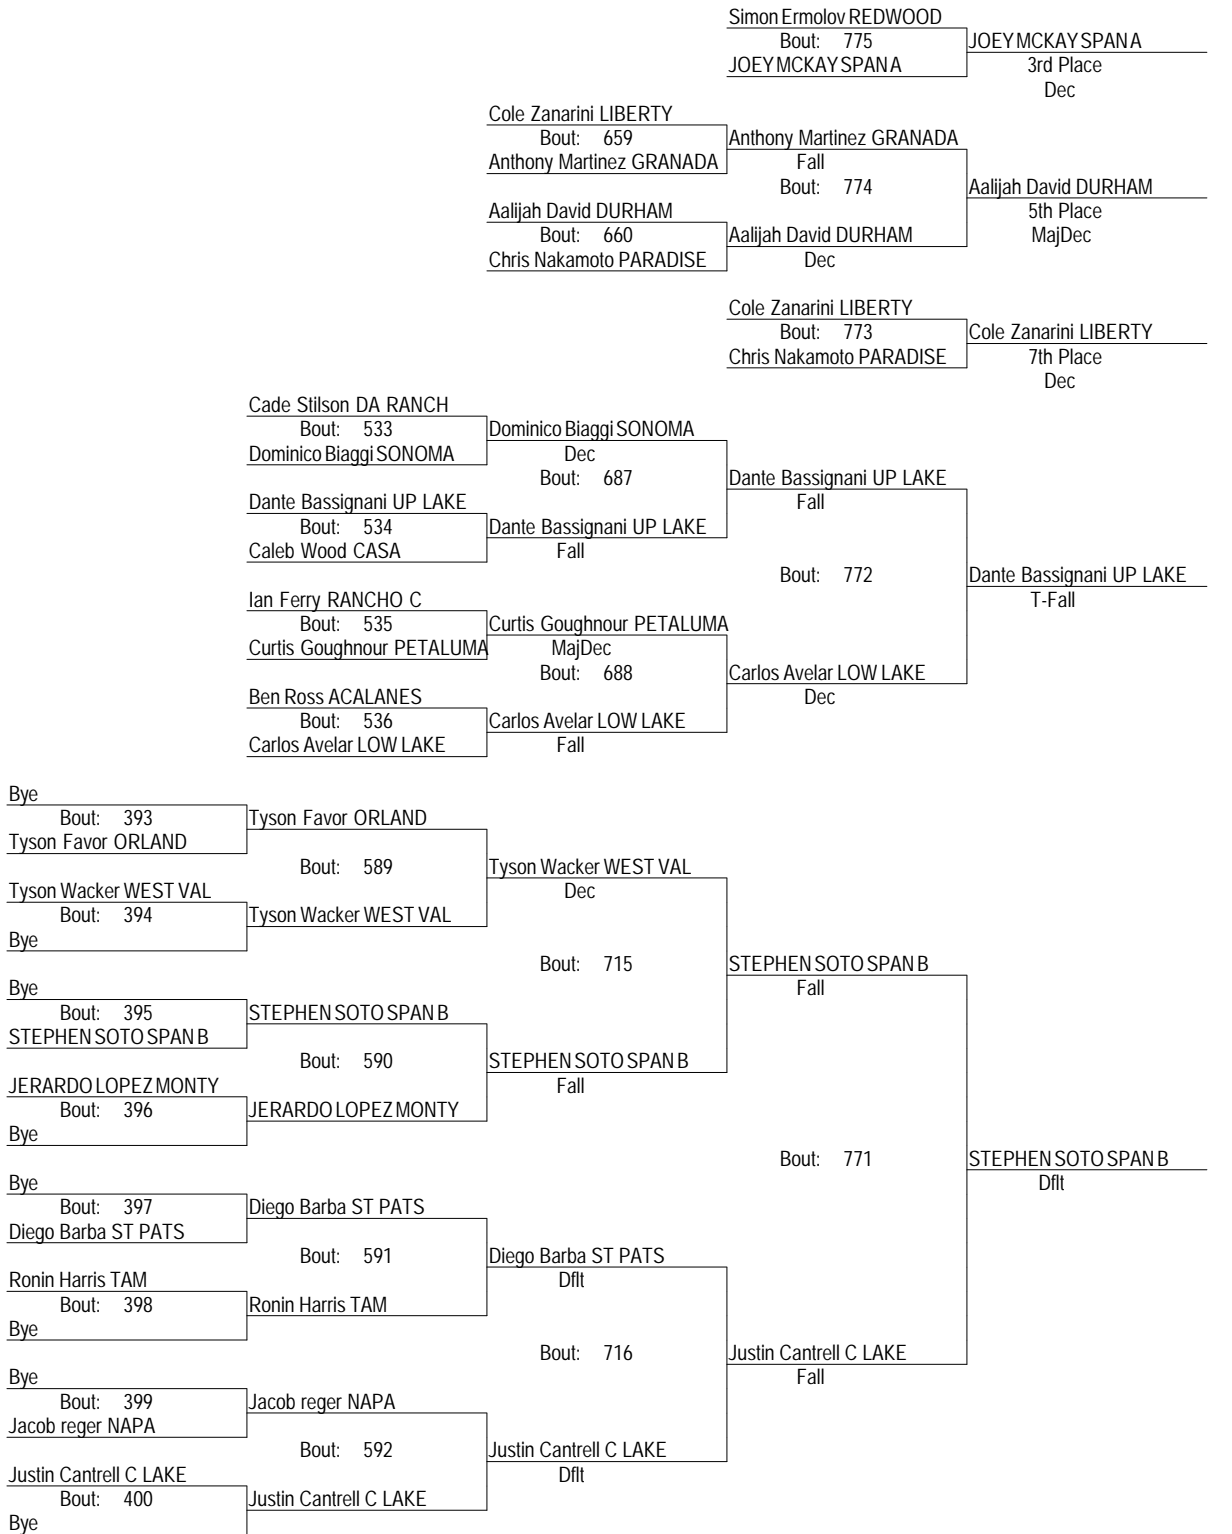 Simon Ermolov REDWOOD
Bout: 775
JOEY MCKAY SPAN A
JOEY MCKAY SPAN A
3rd Place
Dec
Cole Zanarini LIBERTY
Bout: 659
Anthony Martinez GRANADA
Anthony Martinez GRANADA
Fall
Bout: 774
Aalijah David DURHAM
5th Place
MajDec
Aalijah David DURHAM
Bout: 660
Chris Nakamoto PARADISE
Aalijah David DURHAM
Dec
Cole Zanarini LIBERTY
Bout: 773
Chris Nakamoto PARADISE
Cole Zanarini LIBERTY
7th Place
Dec
Cade Stilson DA RANCH
Bout: 533
Dominico Biaggi SONOMA
Dominico Biaggi SONOMA
Dec
Bout: 687
Dante Bassignani UP LAKE
Fall
Dante Bassignani UP LAKE
Bout: 534
Caleb Wood CASA
Dante Bassignani UP LAKE
Fall
Bout: 772
Dante Bassignani UP LAKE
T-Fall
Ian Ferry RANCHO C
Bout: 535
Curtis Goughnour PETALUMA
Curtis Goughnour PETALUMA
MajDec
Bout: 688
Carlos Avelar LOW LAKE
Dec
Ben Ross ACALANES
Bout: 536
Carlos Avelar LOW LAKE
Carlos Avelar LOW LAKE
Fall
Bye
Bout: 393
Tyson Favor ORLAND
Tyson Favor ORLAND
Bout: 589
Tyson Wacker WEST VAL
Dec
Tyson Wacker WEST VAL
Bout: 394
Bye
Tyson Wacker WEST VAL
Bout: 715
STEPHEN SOTO SPAN B
Fall
Bye
Bout: 395
STEPHEN SOTO SPAN B
STEPHEN SOTO SPAN B
Bout: 590
STEPHEN SOTO SPAN B
Fall
JERARDO LOPEZ MONTY
Bout: 396
Bye
JERARDO LOPEZ MONTY
Bout: 771
STEPHEN SOTO SPAN B
Dflt
Bye
Bout: 397
Diego Barba ST PATS
Diego Barba ST PATS
Bout: 591
Diego Barba ST PATS
Dflt
Ronin Harris TAM
Bout: 398
Bye
Ronin Harris TAM
Bout: 716
Justin Cantrell C LAKE
Fall
Bye
Bout: 399
Jacob reger NAPA
Jacob reger NAPA
Bout: 592
Justin Cantrell C LAKE
Dflt
Justin Cantrell C LAKE
Bout: 400
Bye
Justin Cantrell C LAKE